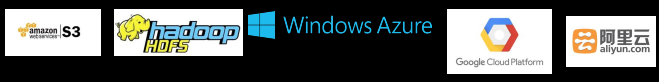 amazon
webservices
S3
hadoop
HDFS
Windows Azure
Google Cloud Platform
阿里云
aliyun.com